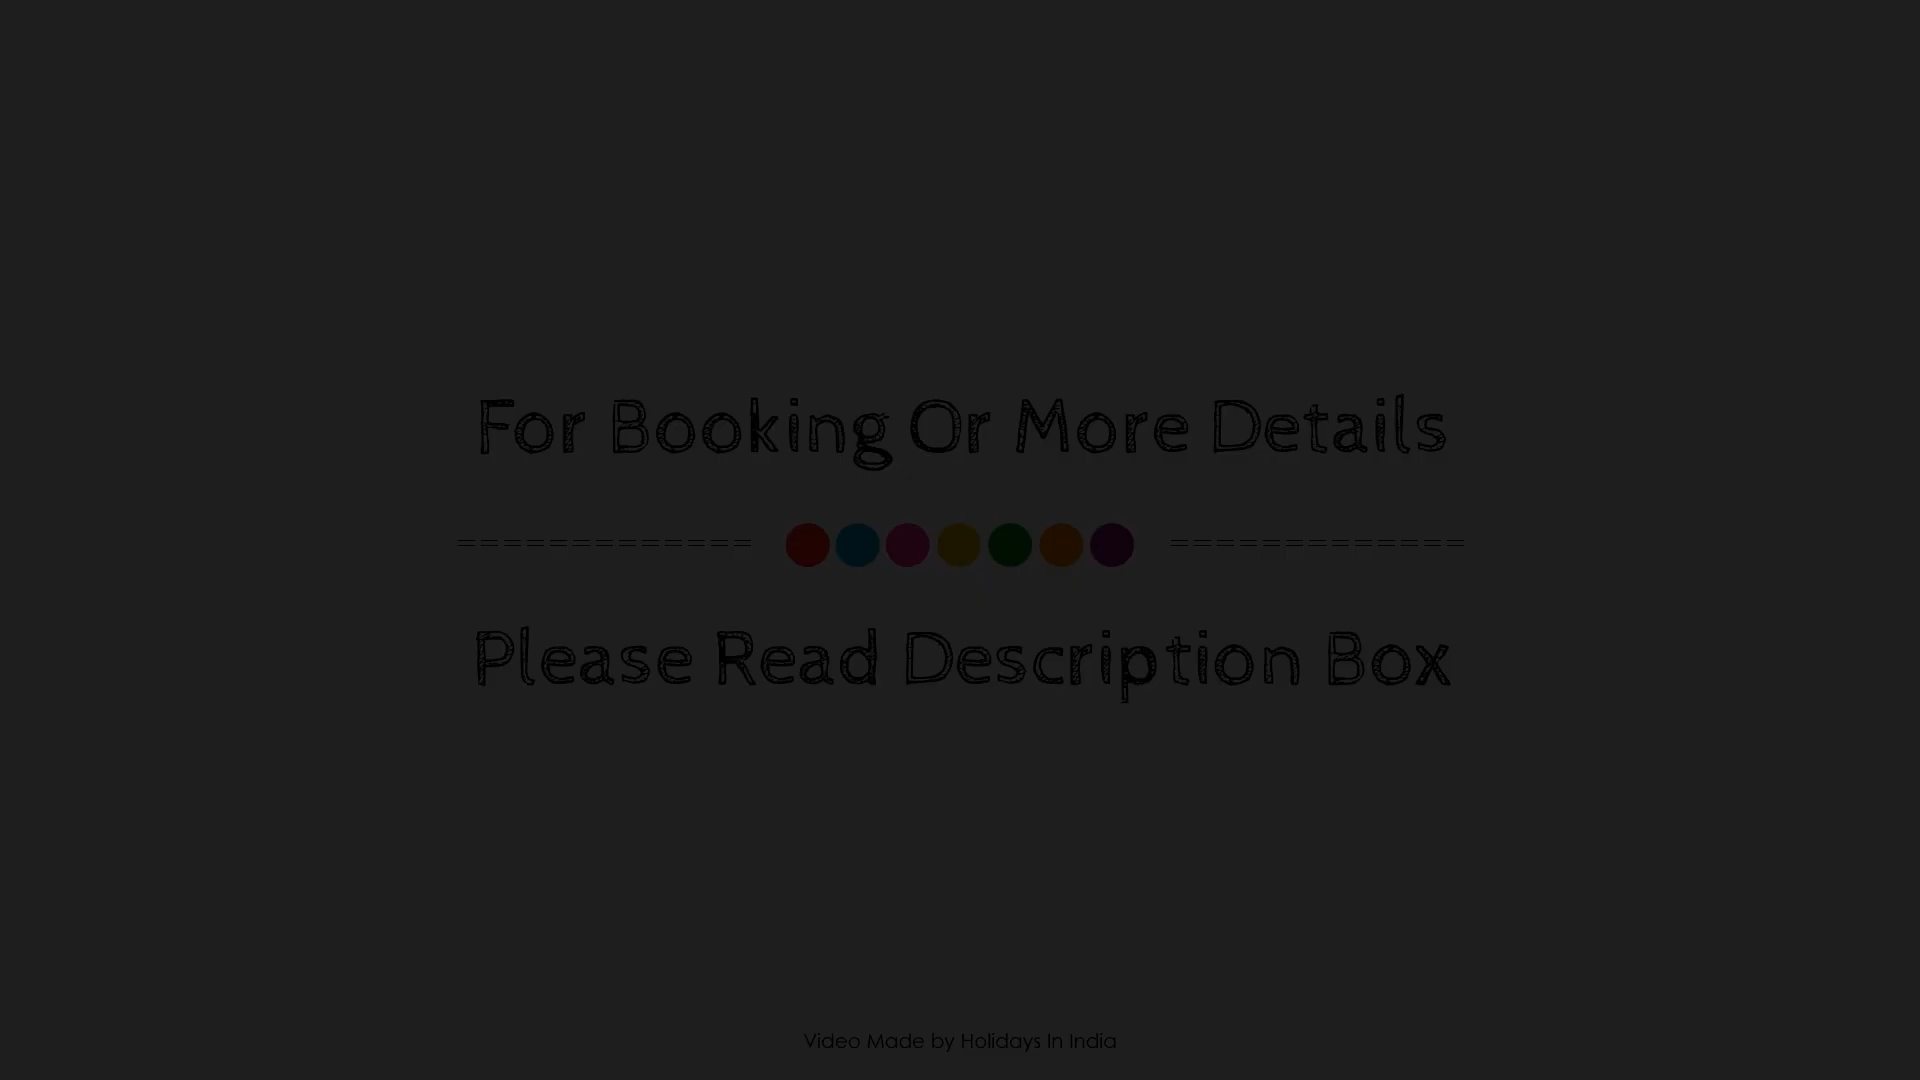 For Booking Or More Details
============= =============
Please Read Description Box
Video Made by Holidays In India